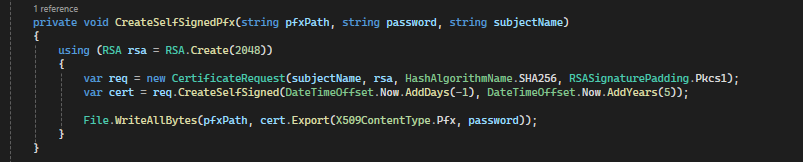 1 reference
private void CreateSelfSignedPfx(string pfxPath, string password, string subjectName)
{
    using (RSA rsa = RSA.Create(2048))
    {
        var req = new CertificateRequest(subjectName, rsa, HashAlgorithmName.SHA256, RSASignaturePadding.Pkcs1);
        var cert = req.CreateSelfSigned(DateTimeOffset.Now.AddDays(-1), DateTimeOffset.Now.AddYears(5));

        File.WriteAllBytes(pfxPath, cert.Export(X509ContentType.Pfx, password));
    }
}